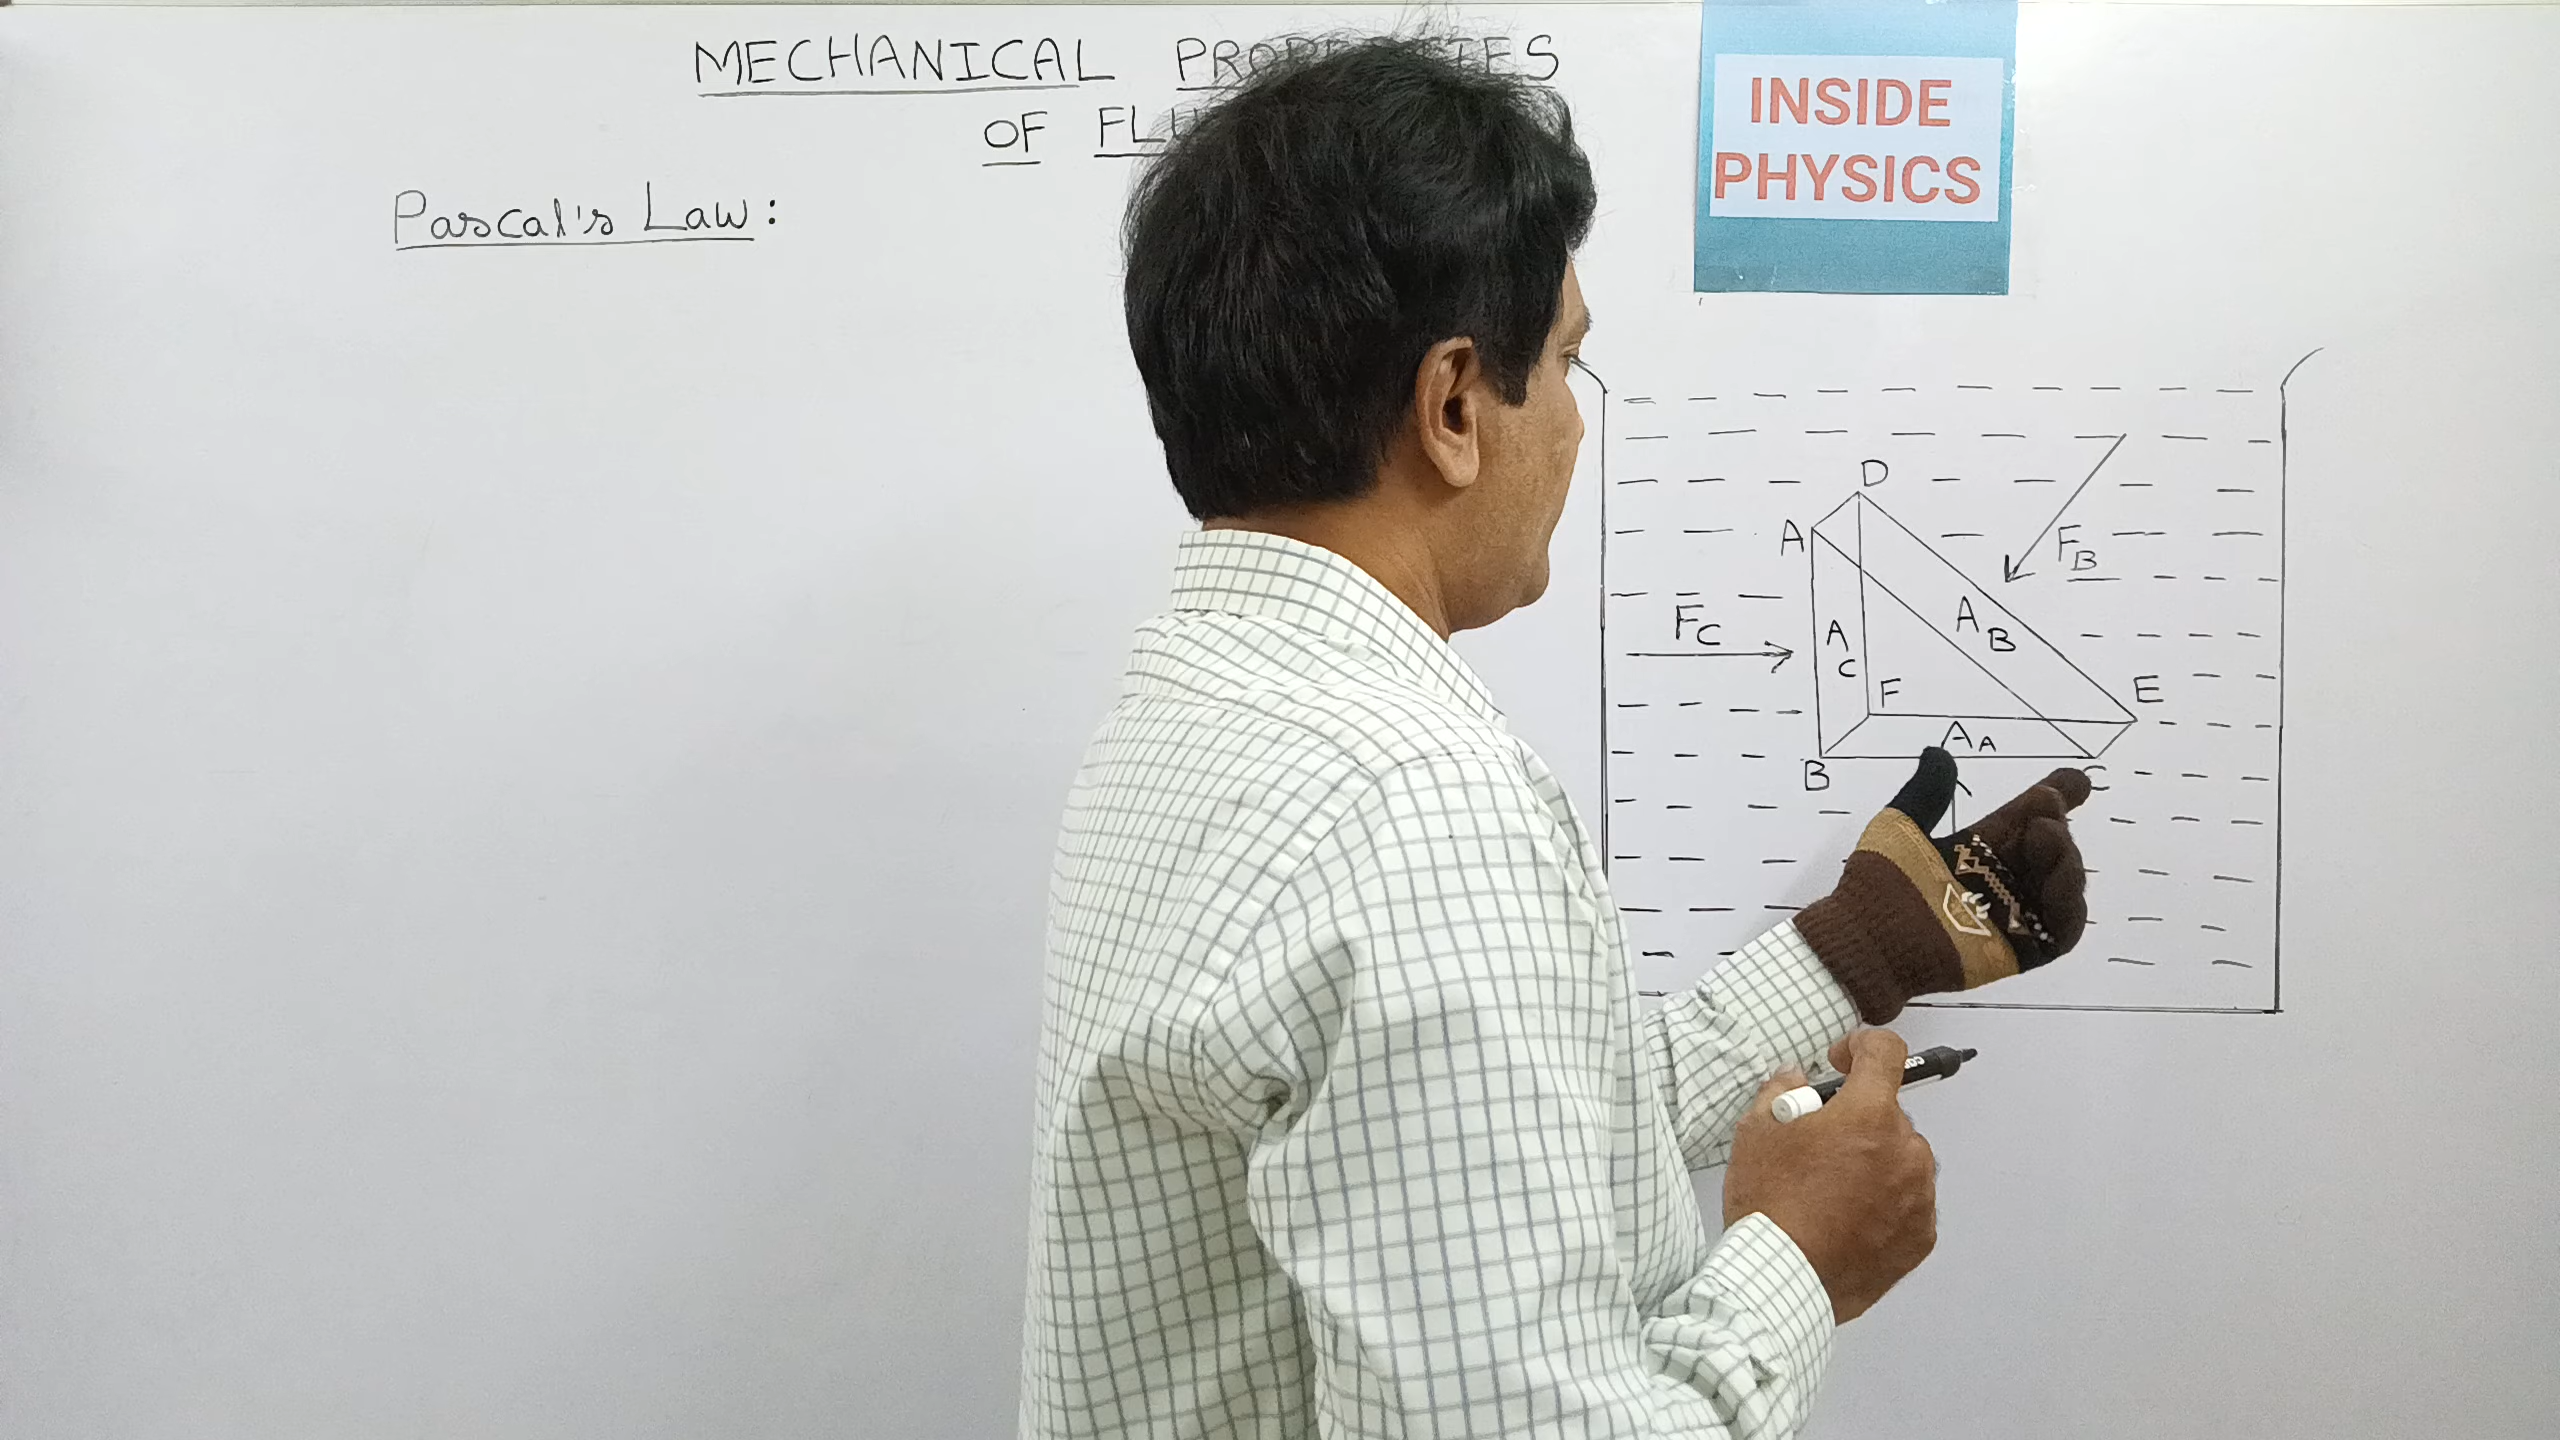 MECHANICAL
OF
Pascal's Law:
INSIDE
PHYSICS
D
A
F_B
A_B
F_C
A_C
F
E
A_A
B
C